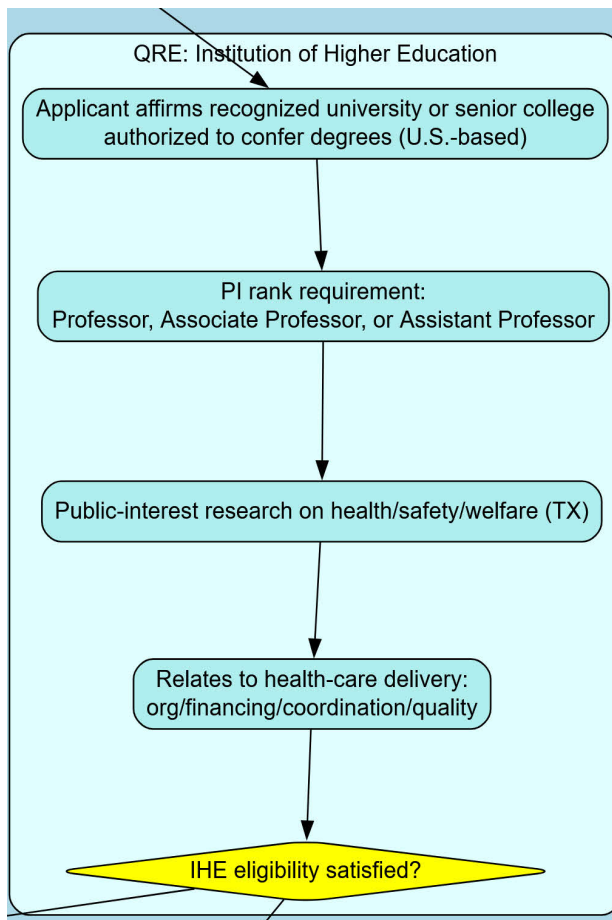 QRE: Institution of Higher Education
Applicant affirms recognized university or senior college
authorized to confer degrees (U.S.-based)
PI rank requirement:
Professor, Associate Professor, or Assistant Professor
Public-interest research on health/safety/welfare (TX)
Relates to health-care delivery:
org/financing/coordination/quality
IHE eligibility satisfied?